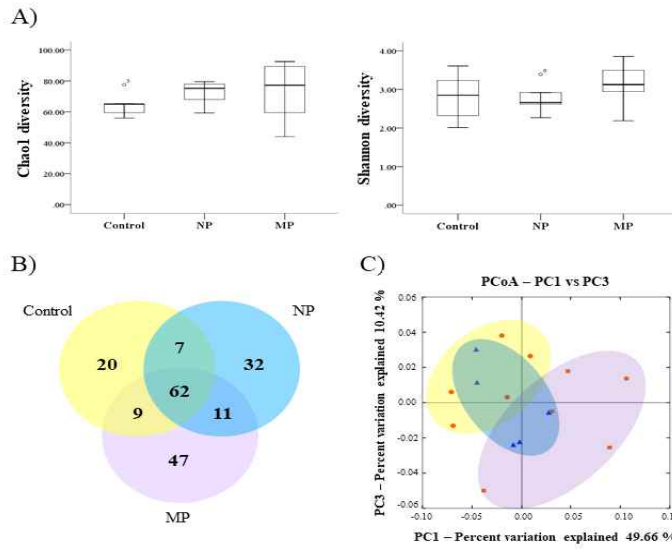 A)
100.00
80.00
60.00
40.00
20.00
.00
Chao1 diversity
Control NP MP
4.00
3.00
2.00
1.00
.00
Shannon diversity
Control NP MP
B)
Control
NP
20
7
32
62
9
11
47
MP
C)
PCoA – PC1 vs PC3
0.06
0.04
0.02
0.00
-0.02
-0.04
-0.06
PC3 – Percent variation explained 10.42 %
-0.10 -0.05 0.00 0.05 0.10 0.1
PC1 – Percent variation explained 49.66 %